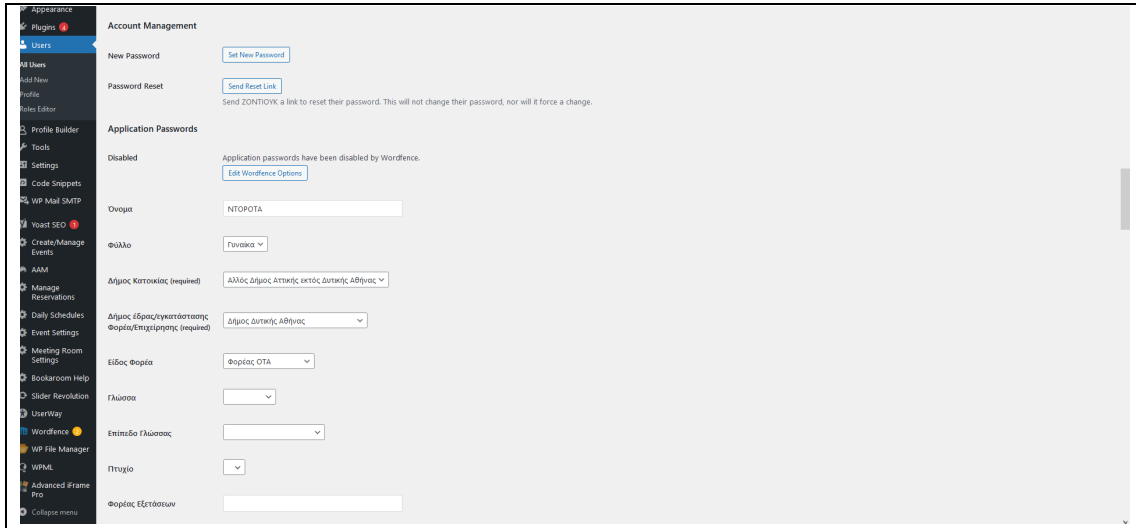 Appearance
Plugins 4
Users
All Users
Add New
Profile
Roles Editor
Profile Builder
Tools
Settings
Code Snippets
WP Mail SMTP
Yoast SEO 1
Create/Manage
Events
AAM
Manage
Reservations
Daily Schedules
Event Settings
Meeting Room
Settings
Bookaroom Help
Slider Revolution
UserWay
Wordfence
WP File Manager
WPML
Advanced iFrame
Pro
Collapse menu
Account Management
New Password
Set New Password
Password Reset
Send Reset Link
Send ZONTIOYK a link to reset their password. This will not change their password, nor will it force a change.
Application Passwords
Disabled
Application passwords have been disabled by Wordfence.
Edit Wordfence Options
Όνομα
ΝΤΟΡΟΤΑ
Φύλλο
Γυναίκα
Δήμος Κατοικίας (required)
Αλλός Δήμος Αττικής εκτός Δυτικής Αθήνας
Δήμος έδρας/εγκατάστασης
Φορέα/Επιχείρησης (required)
Δήμος Δυτικής Αθήνας
Είδος Φορέα
Φορέας ΟΤΑ
Γλώσσα
Επίπεδο Γλώσσας
Πτυχίο
Φορέας Εξετάσεων